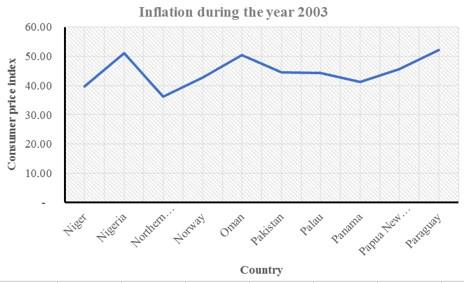 Inflation during the year 2003
Consumer price index
60.00
50.00
40.00
30.00
20.00
10.00
-
Niger
Nigeria
Northern...
Norway
Oman
Pakistan
Palau
Panama
Papua New...
Paraguay
Country